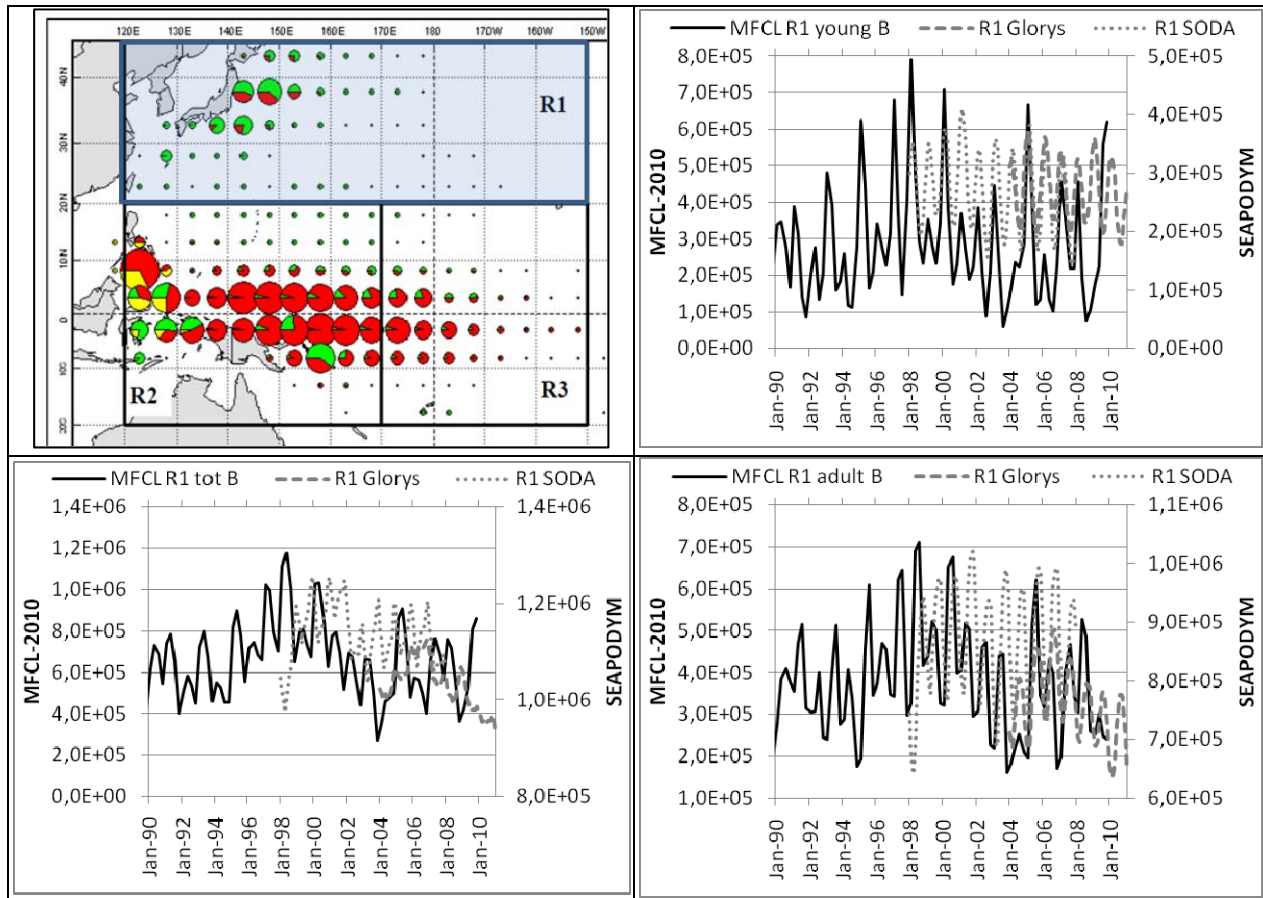 120E 130E 140E 150E 160E 170E 180 170W 160W 150W
40N
30N
20N
10N
0
10S
20S
R1
R2
R3
MFCL R1 young B R1 Glorys R1 SODA
8,0E+05
7,0E+05
6,0E+05
5,0E+05
4,0E+05
3,0E+05
2,0E+05
1,0E+05
0,0E+00
MFCL-2010
5,0E+05
4,0E+05
3,0E+05
2,0E+05
1,0E+05
0,0E+00
SEAPODYM
Jan-90 Jan-92 Jan-94 Jan-96 Jan-98 Jan-00 Jan-02 Jan-04 Jan-06 Jan-08 Jan-10
MFCL R1 tot B R1 Glorys R1 SODA
1,4E+06
1,2E+06
1,0E+06
8,0E+05
6,0E+05
4,0E+05
2,0E+05
0,0E+00
MFCL-2010
1,4E+06
1,2E+06
1,0E+06
8,0E+05
SEAPODYM
Jan-90 Jan-92 Jan-94 Jan-96 Jan-98 Jan-00 Jan-02 Jan-04 Jan-06 Jan-08 Jan-10
MFCL R1 adult B R1 Glorys R1 SODA
8,0E+05
7,0E+05
6,0E+05
5,0E+05
4,0E+05
3,0E+05
2,0E+05
1,0E+05
MFCL-2010
1,1E+06
1,0E+06
9,0E+05
8,0E+05
7,0E+05
6,0E+05
SEAPODYM
Jan-90 Jan-92 Jan-94 Jan-96 Jan-98 Jan-00 Jan-02 Jan-04 Jan-06 Jan-08 Jan-10